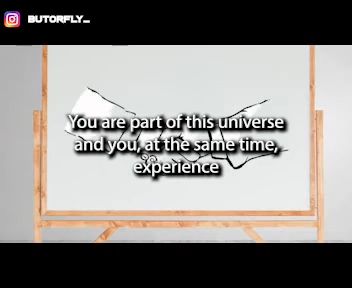 BUTORFLY_
You are part of this universe
and you, at the same time,
experience